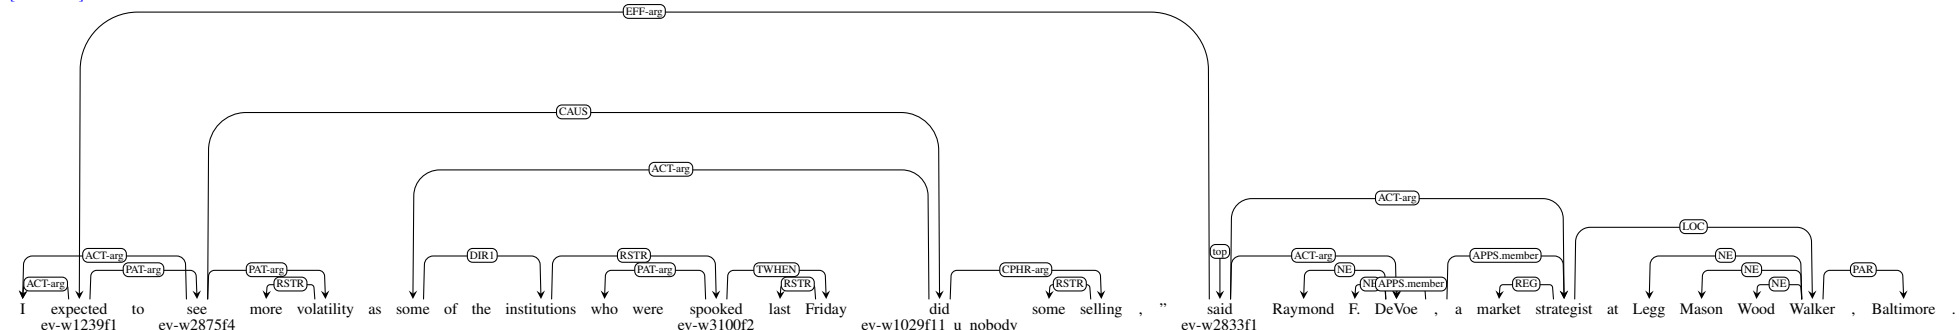 EFF-arg
CAUS
ACT-arg
ACT-arg
LOC
top
ACT-arg DIR1 RSTR ACT-arg APPS.member NE
PAT-arg PAT-arg RSTR PAT-arg TWHEN CPHR-arg NE NE PAR
ACT-arg RSTR RSTR APPS.member REG NE
I expected to see more volatility as some of the institutions who were spooked last Friday did some selling , ” said Raymond F. DeVoe , a market strategist at Legg Mason Wood Walker , Baltimore .
ev-w1239f1 ev-w2875f4 ev-w3100f2 ev-w1029f11_u_nobody ev-w2833f1